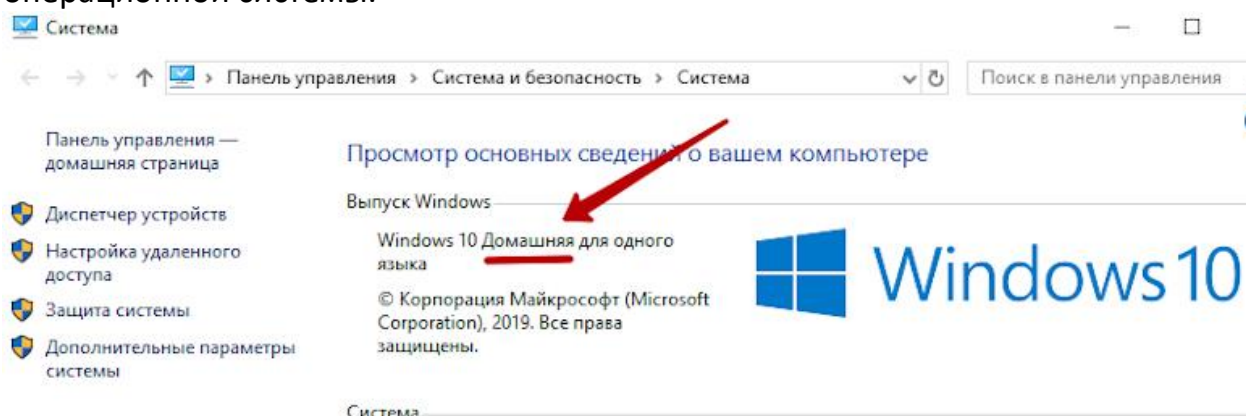 операционной системы.
Система
Панель управления > Система и безопасность > Система
Поиск в панели управления
Панель управления —
домашняя страница
Диспетчер устройств
Настройка удаленного
доступа
Защита системы
Дополнительные параметры
системы
Просмотр основных сведений о вашем компьютере
Выпуск Windows
Windows 10 Домашняя для одного
языка
© Корпорация Майкрософт (Microsoft
Corporation), 2019. Все права
защищены.
Windows 10
Система